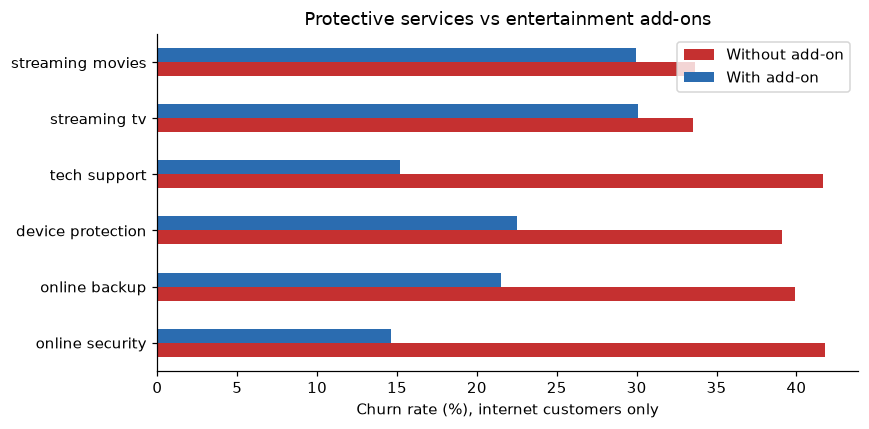 Protective services vs entertainment add-ons
Without add-on
With add-on
streaming movies
streaming tv
tech support
device protection
online backup
online security
0 5 10 15 20 25 30 35 40
Churn rate (%), internet customers only